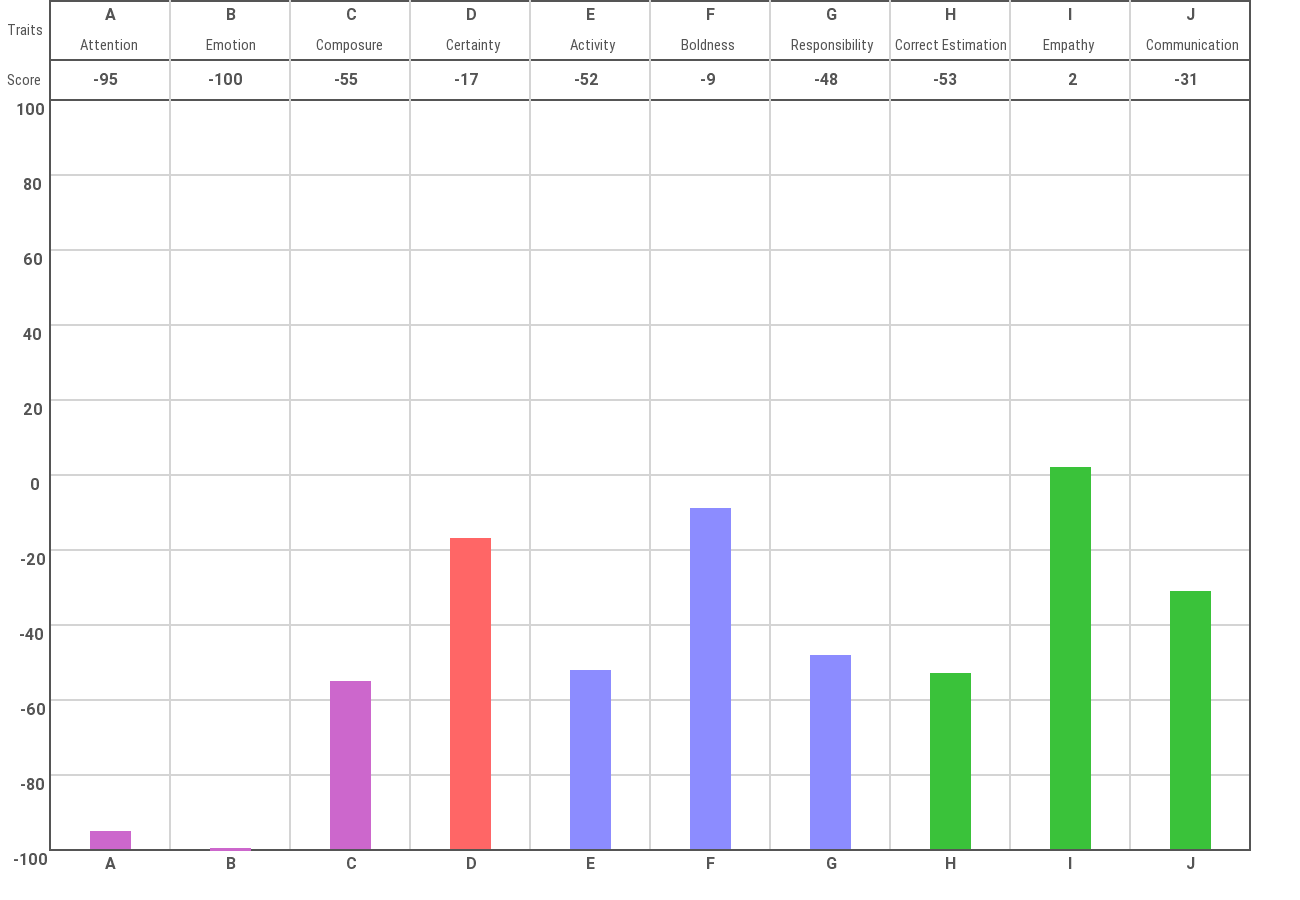 A B C D E F G H I J
Traits
Attention Emotion Composure Certainty Activity Boldness Responsibility Correct Estimation Empathy Communication
Score -95 -100 -55 -17 -52 -9 -48 -53 2 -31
100
80
60
40
20
0
-20
-40
-60
-80
-100
A B C D E F G H I J